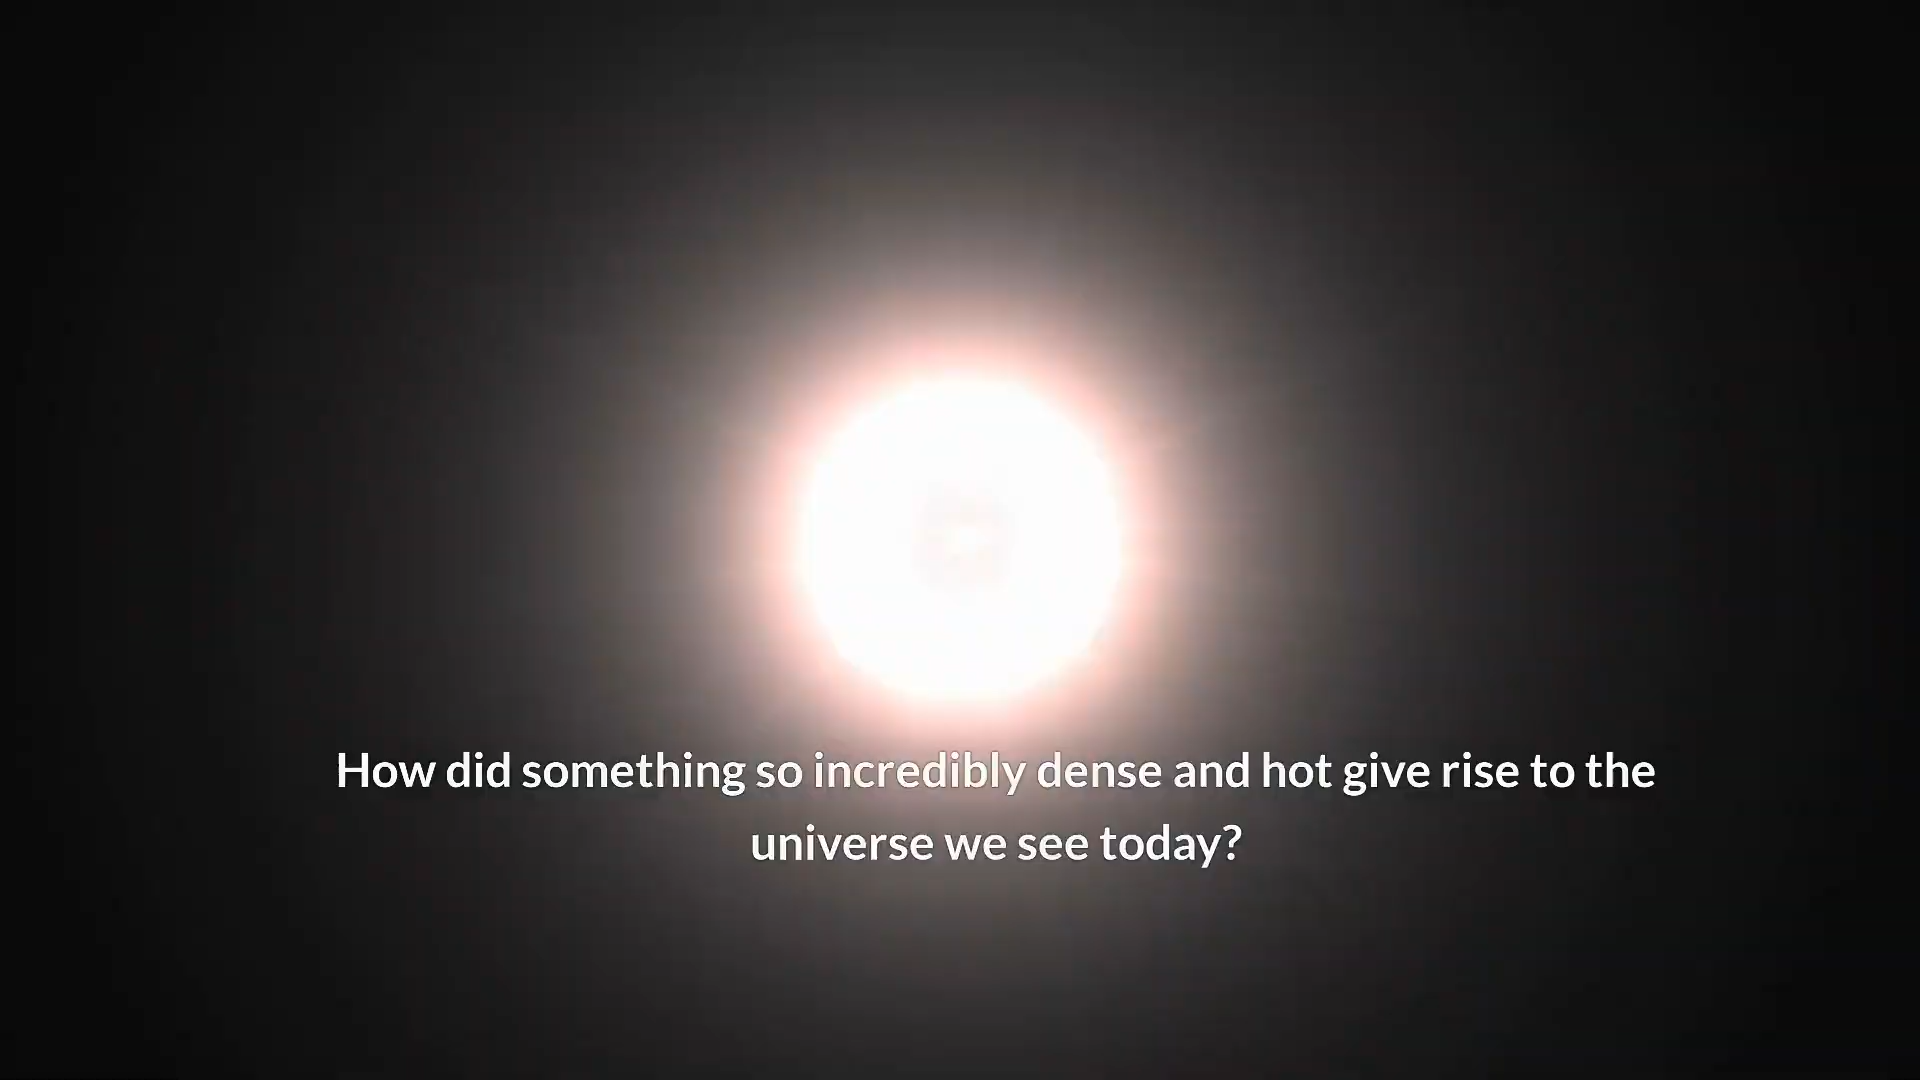 How did something so incredibly dense and hot give rise to the
universe we see today?